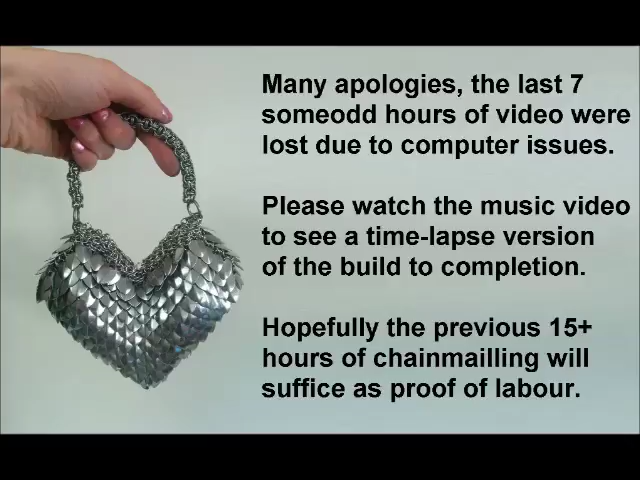 Many apologies, the last 7
someodd hours of video were
lost due to computer issues.
Please watch the music video
to see a time-lapse version
of the build to completion.
Hopefully the previous 15+
hours of chainmailling will
suffice as proof of labour.